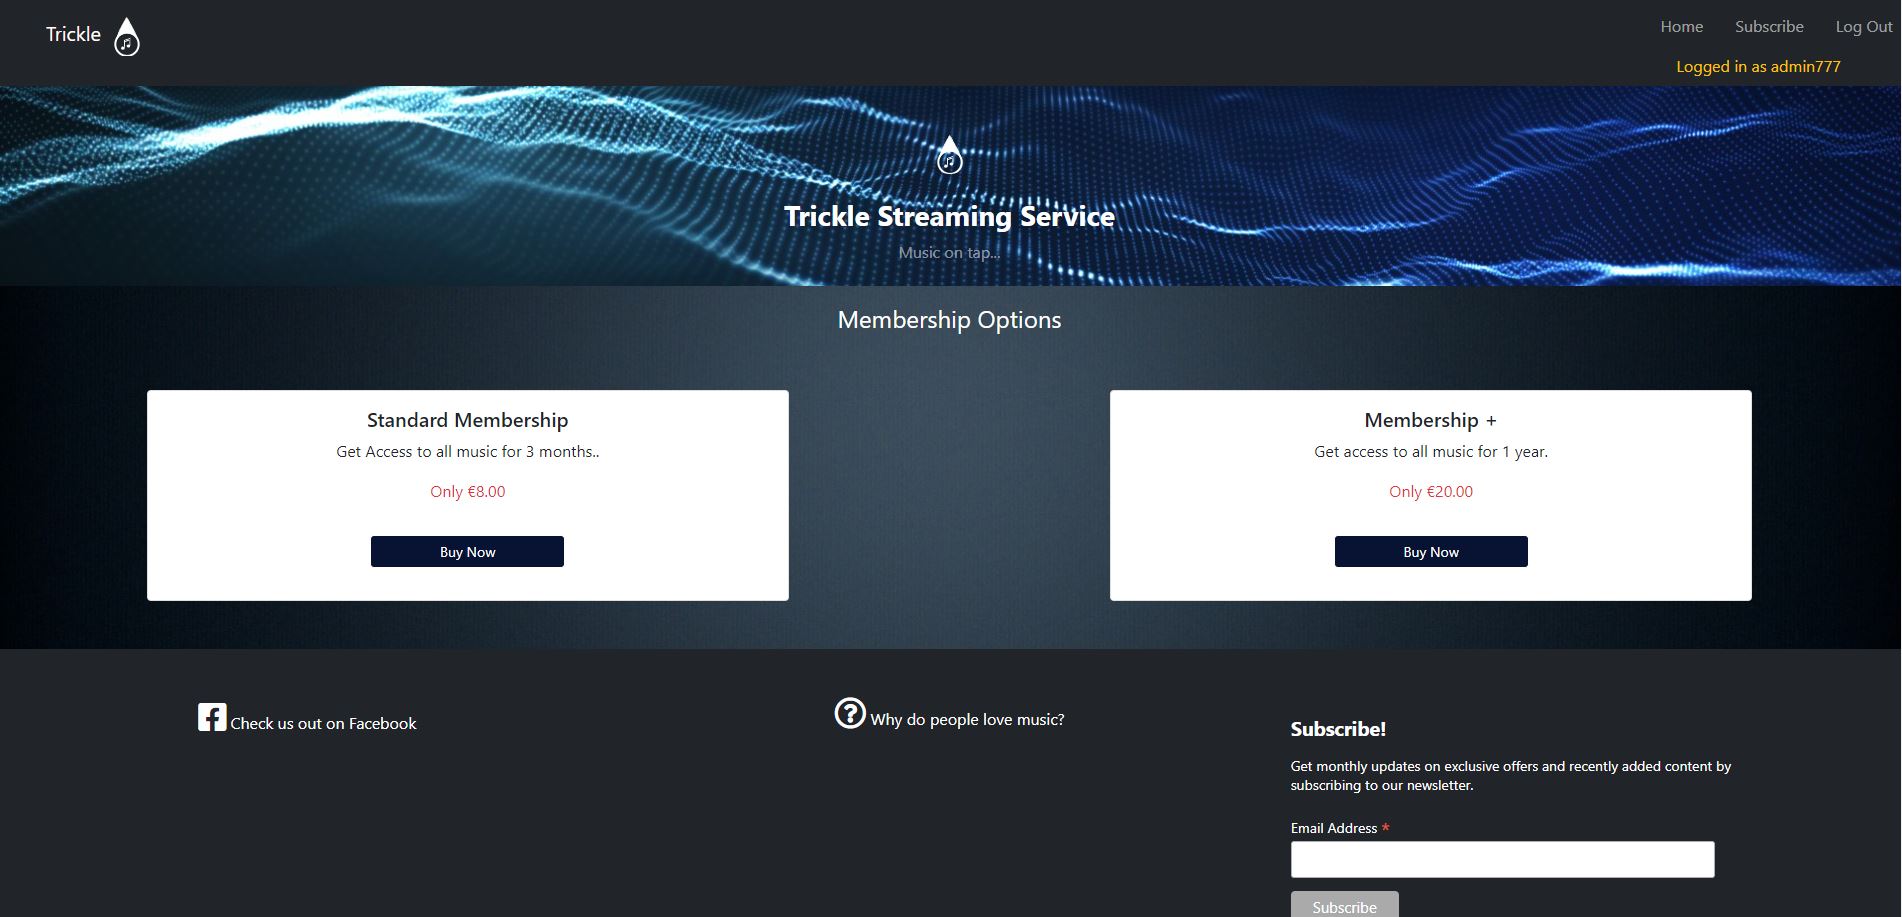 Trickle
Home Subscribe Log Out
Logged in as admin777
Trickle Streaming Service
Music on tap...
Membership Options
Standard Membership
Get Access to all music for 3 months..
Only €8.00
Buy Now
Membership +
Get access to all music for 1 year.
Only €20.00
Buy Now
Check us out on Facebook
Why do people love music?
Subscribe!
Get monthly updates on exclusive offers and recently added content by
subscribing to our newsletter.
Email Address *
Subscribe